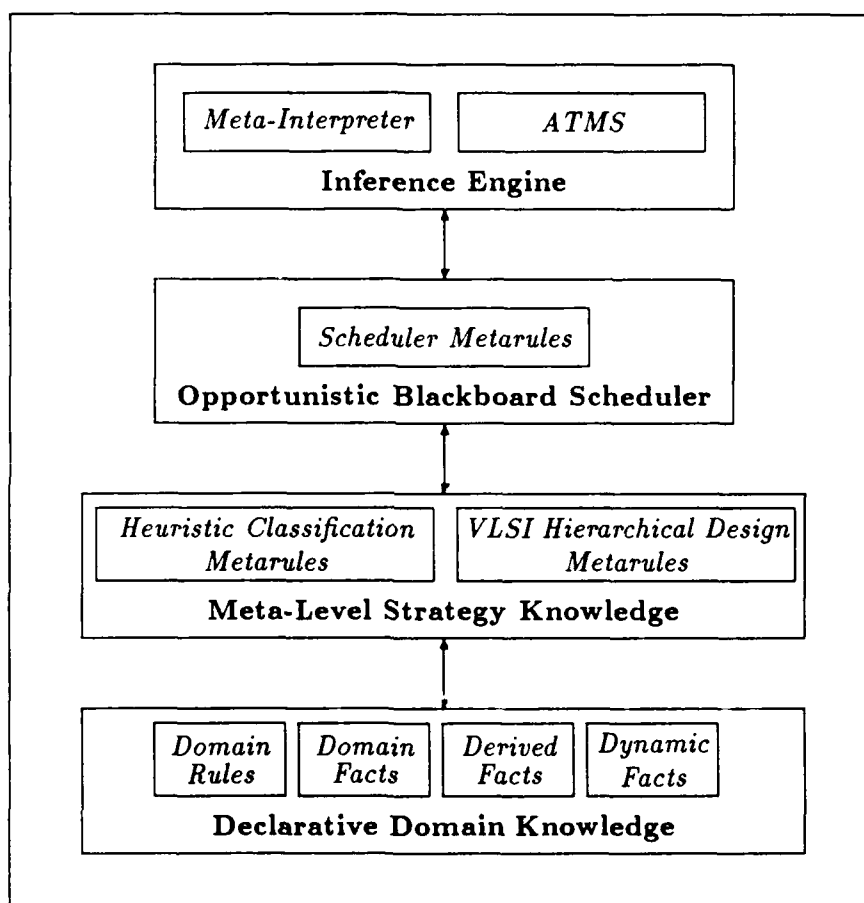 Meta-Interpreter ATMS
Inference Engine
Scheduler Metarules
Opportunistic Blackboard Scheduler
Heuristic Classification VLSI Hierarchical Design
Metarules Metarules
Meta-Level Strategy Knowledge
Domain Domain Derived Dynamic
Rules Facts Facts Facts
Declarative Domain Knowledge